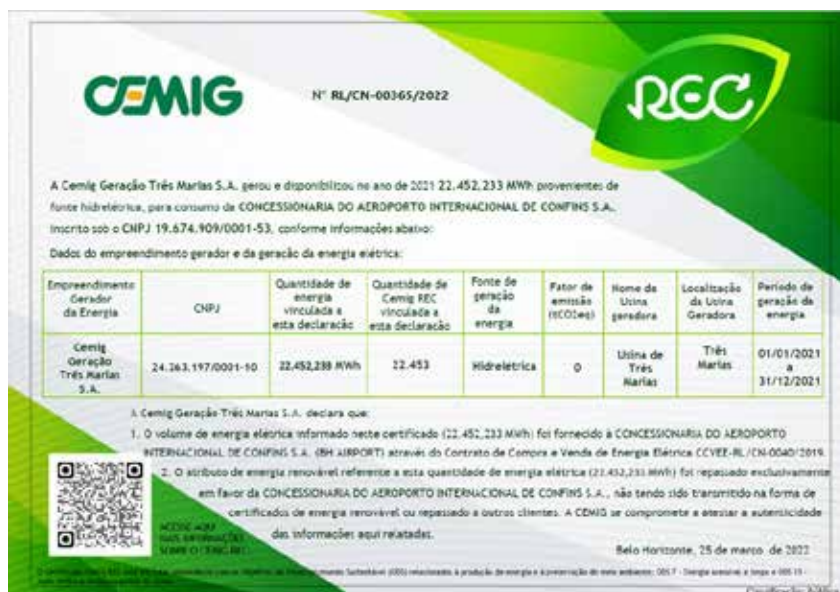 CEMIG
N° RL/CN-00365/2022
REC
A Cemig Geração Três Marias S.A. gerou e disponibilizou no ano de 2021 22.452,233 MWh provenientes de
fonte hidrelétrica, para consumo da CONCESSIONARIA DO AEROPORTO INTERNACIONAL DE CONFINS S.A.
Inscrito sob o CNPJ 19.674.909/0001-53, conforme informações abaixo:
Dados do empreendimento gerador e da geração da energia elétrica:
Empreendimento Gerador da Energia
CNPJ
Quantidade de energia vinculada a esta declaração
Quantidade de Cemig REC vinculada a esta declaração
Fonte de geração da energia
Fator de emissão (tCO2eq)
Nome da Usina geradora
Localização da Usina Geradora
Período de geração da energia
Cemig Geração Três Marias S.A.
24.263.197/0001-10
22.452,233 MWh
22.453
Hidrelétrica
0
Usina de Três Marias
Três Marias
01/01/2021 a 31/12/2021
A Cemig Geração Três Marias S.A. declara que:
1. O volume de energia elétrica informado neste certificado (22.452,233 MWh) foi fornecido à CONCESSIONARIA DO AEROPORTO
INTERNACIONAL DE CONFINS S.A. (BH AIRPORT) através do Contrato de Compra e Venda de Energia Elétrica CCVEE-RL/CN-0040/2019.
2. O atributo de energia renovável referente a esta quantidade de energia elétrica (22.452,233 MWh) foi repassado exclusivamente
em favor da CONCESSIONARIA DO AEROPORTO INTERNACIONAL DE CONFINS S.A., não tendo sido transmitido na forma de
certificados de energia renovável ou repassado a outros clientes. A CEMIG se compromete a atestar a autenticidade
das informações aqui relatadas.
ACESSE AQUI
MAIS INFORMAÇÕES
SOBRE O CEMIG REC
Belo Horizonte, 25 de março de 2022